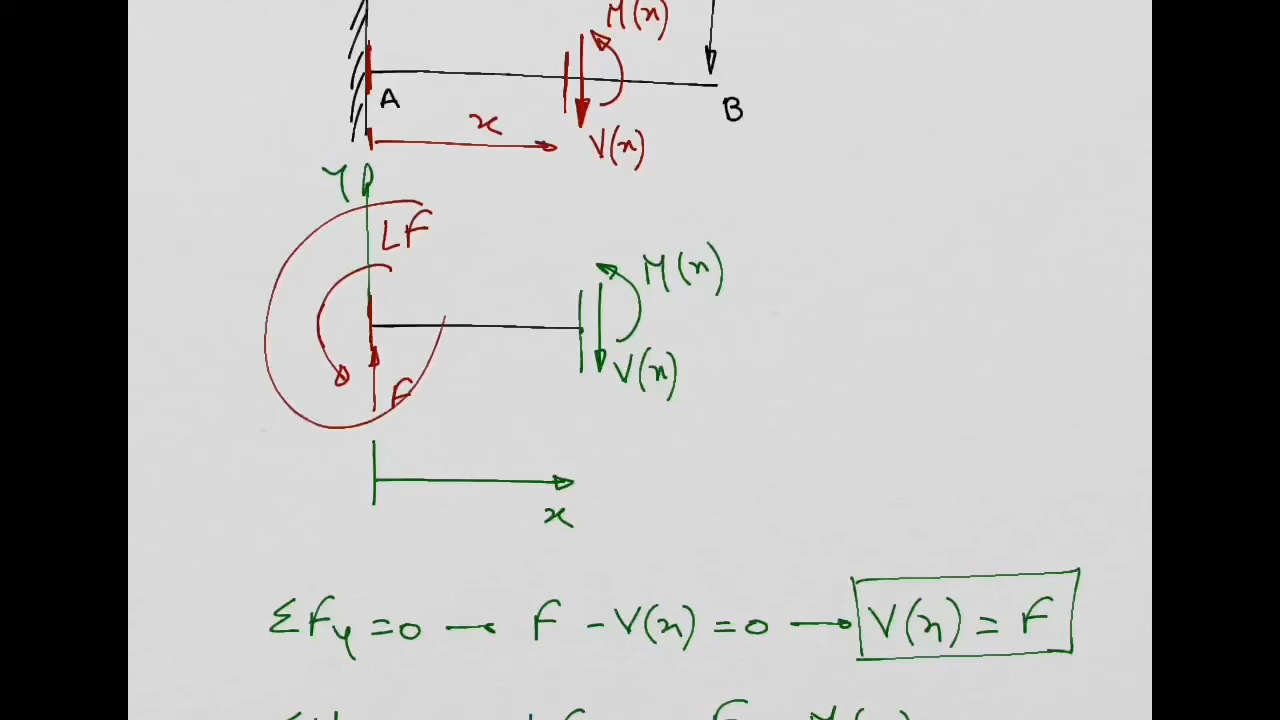 M(x)
A
B
x
V(x)
Y
LF
M(x)
F
V(x)
x
ΣFy = 0 → F - V(x) = 0 → V(x) = F